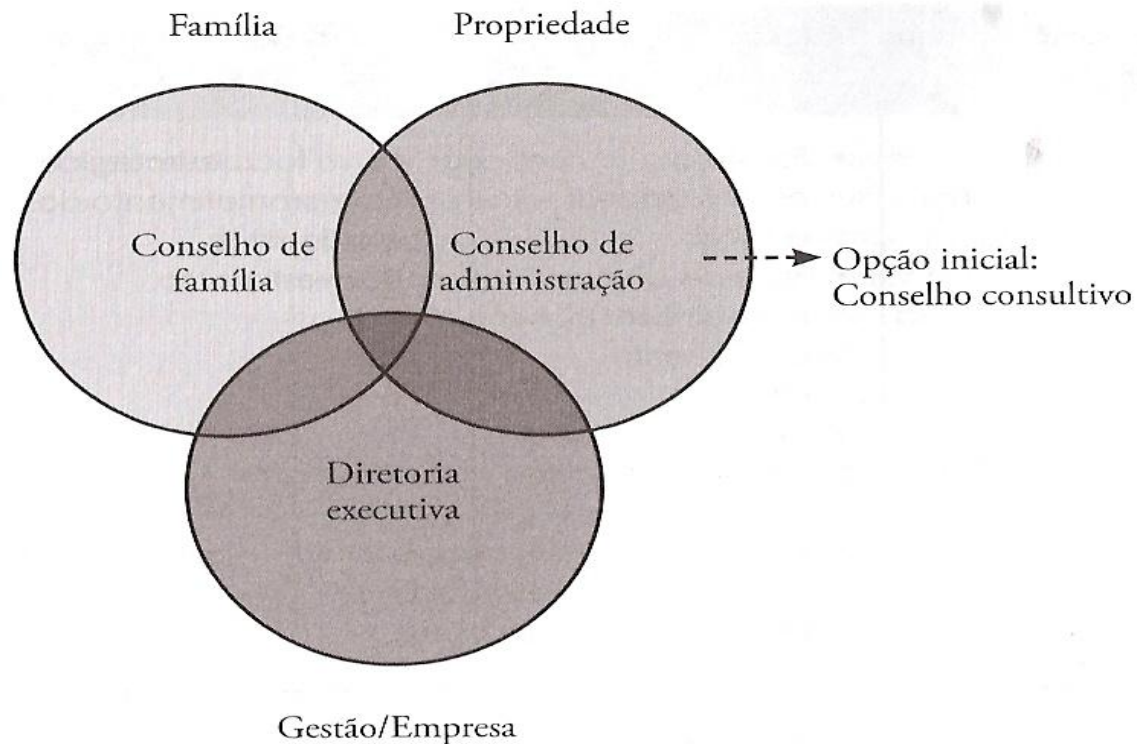 Família
Propriedade
Conselho de
família
Conselho de
administração
Opção inicial:
Conselho consultivo
Diretoria
executiva
Gestão/Empresa